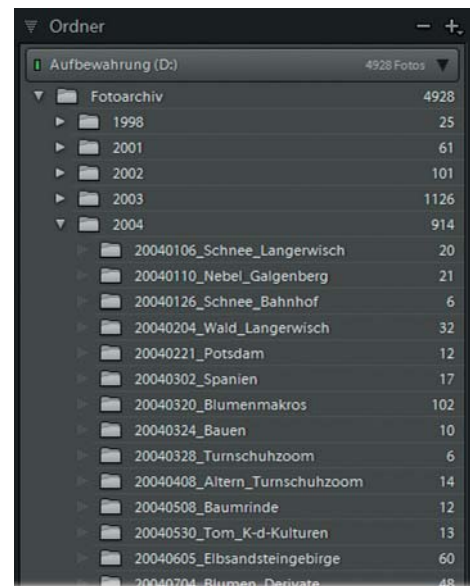 Ordner
Aufbewahrung (D:) 4928 Fotos
Fotoarchiv 4928
1998 25
2001 61
2002 101
2003 1126
2004 914
20040106_Schnee_Langerwisch 20
20040110_Nebel_Galgenberg 21
20040126_Schnee_Bahnhof 6
20040204_Wald_Langerwisch 32
20040221_Potsdam 12
20040302_Spanien 17
20040320_Blumenmakros 102
20040324_Bauen 10
20040328_Turnschuhzoom 6
20040408_Altern_Turnschuhzoom 14
20040508_Baumrinde 12
20040530_Tom_K-d-Kulturen 13
20040605_Elbsandsteingebirge 60
20040704_Blumen_Derivate 48